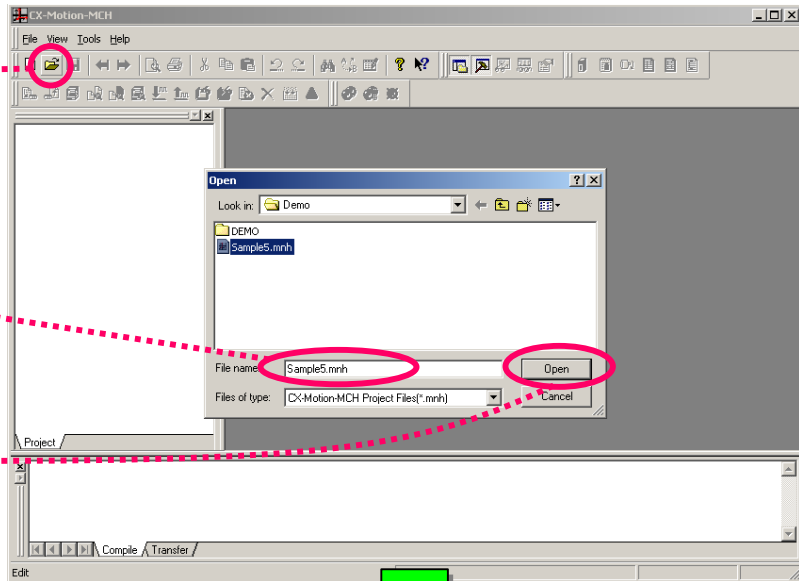 CX-Motion-MCH
File View Tools Help
Open
Look in: Demo
DEMO
Sample5.mnh
File name: Sample5.mnh Open
Files of type: CX-Motion-MCH Project Files(*.mnh) Cancel
Project
Compile Transfer
Edit